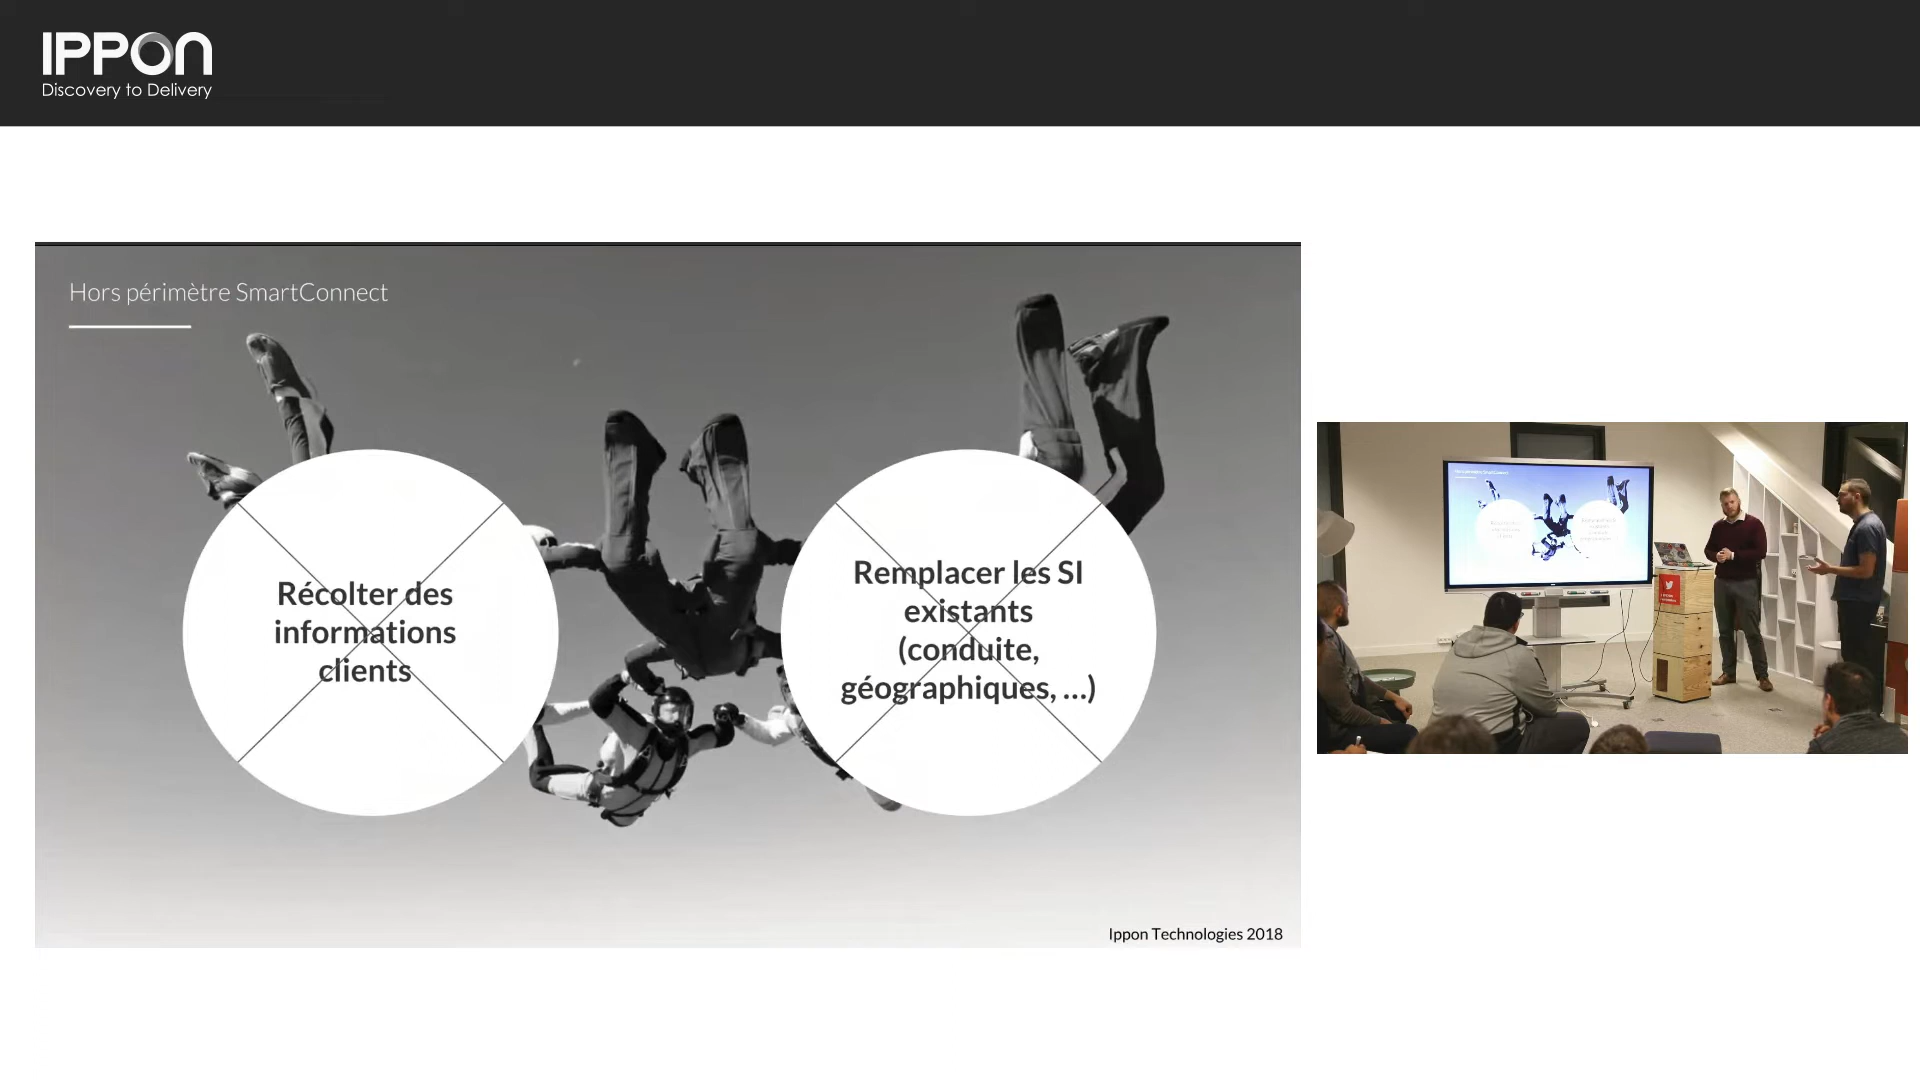 IPPON
Discovery to Delivery
Hors périmètre SmartConnect
Récolter des
informations
clients
Remplacer les SI
existants
(conduite,
géographiques, ...)
Ippon Technologies 2018